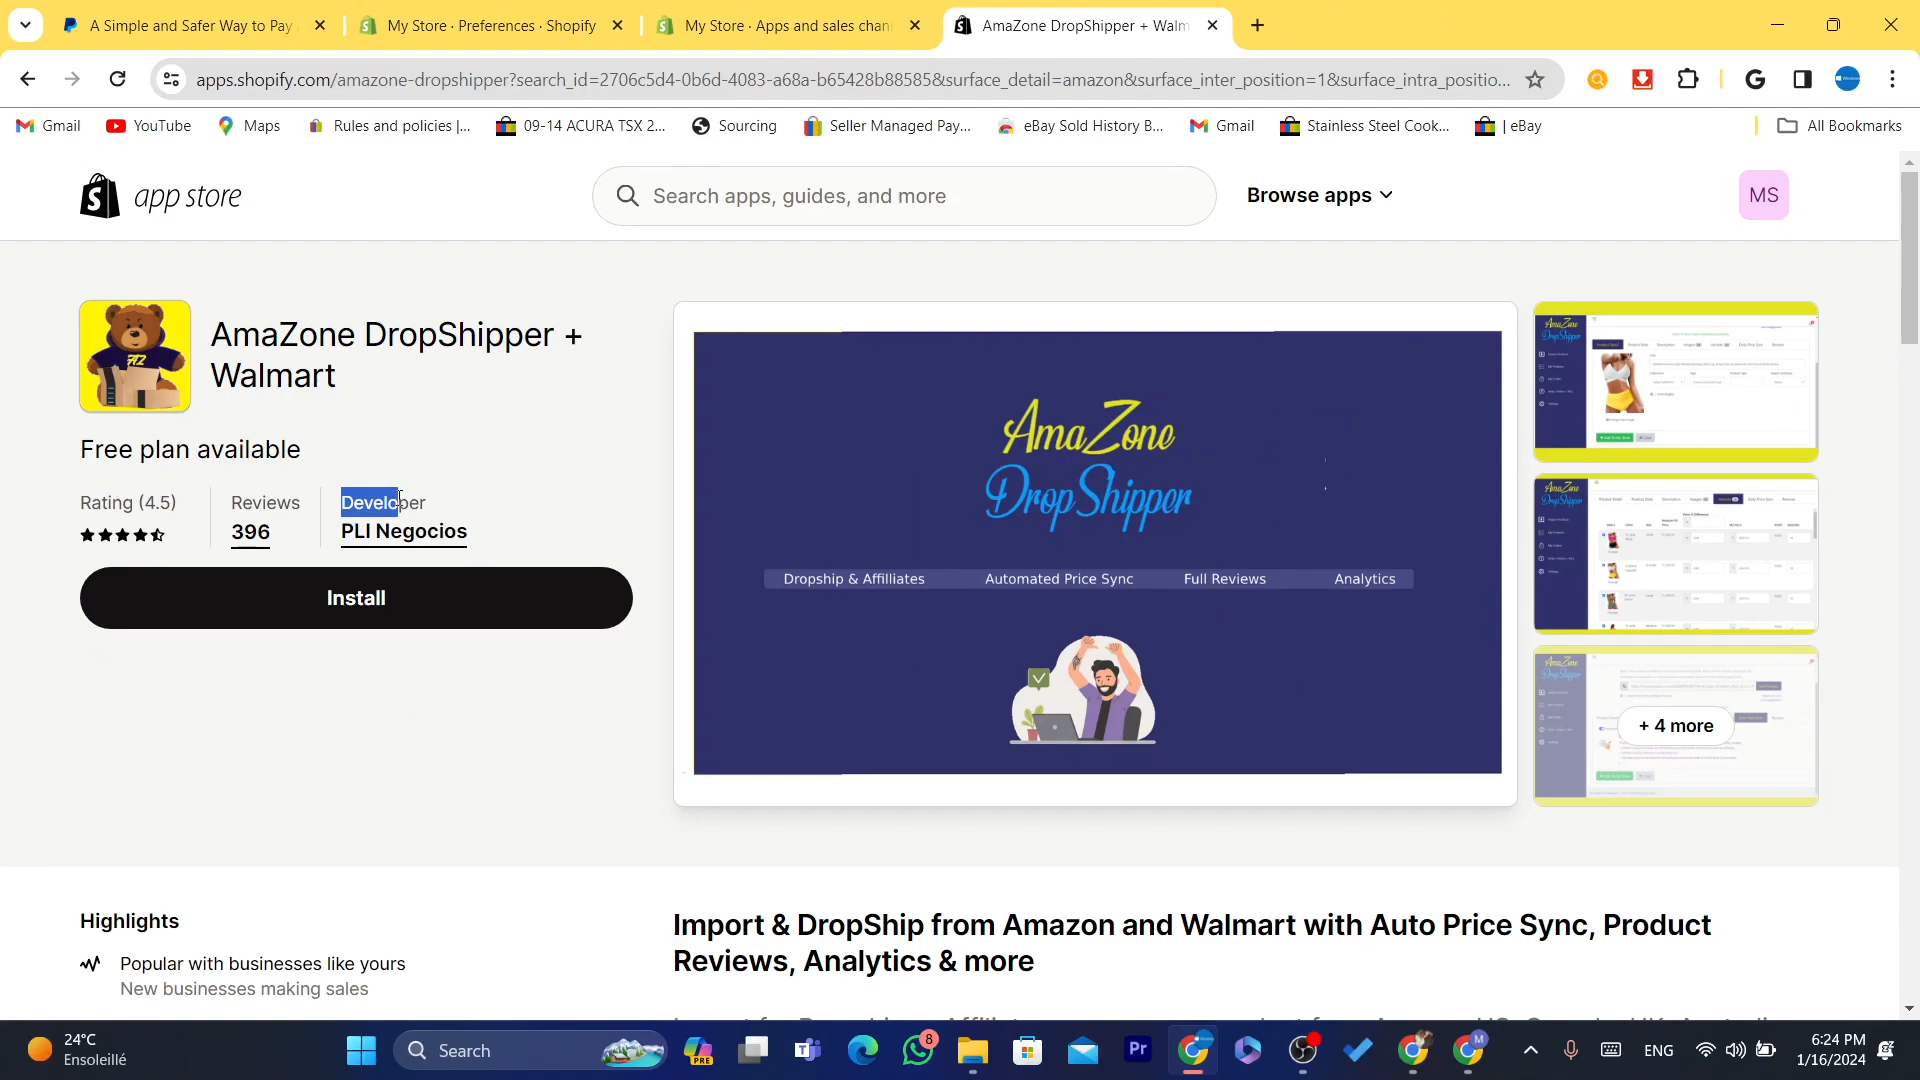 A Simple and Safer Way to Pay
My Store · Preferences · Shopify
My Store · Apps and sales chan
AmaZone DropShipper + Walm
apps.shopify.com/amazone-dropshipper?search_id=2706c5d4-0b6d-4083-a68a-b65428b88585&surface_detail=amazon&surface_inter_position=1&surface_intra_positio...
Gmail
YouTube
Maps
Rules and policies |...
09-14 ACURA TSX 2...
Sourcing
Seller Managed Pay...
eBay Sold History B...
Gmail
Stainless Steel Cook...
| eBay
All Bookmarks
app store
Search apps, guides, and more
Browse apps
MS
AmaZone DropShipper +
Walmart
Free plan available
Rating (4.5)
Reviews
396
Developer
PLI Negocios
Install
AmaZone
DropShipper
Dropship & Affilliates
Automated Price Sync
Full Reviews
Analytics
+ 4 more
Highlights
Popular with businesses like yours
New businesses making sales
Import & DropShip from Amazon and Walmart with Auto Price Sync, Product
Reviews, Analytics & more
24°C
Ensoleillé
Search
PRE
8
Pr
M
ENG
6:24 PM
1/16/2024